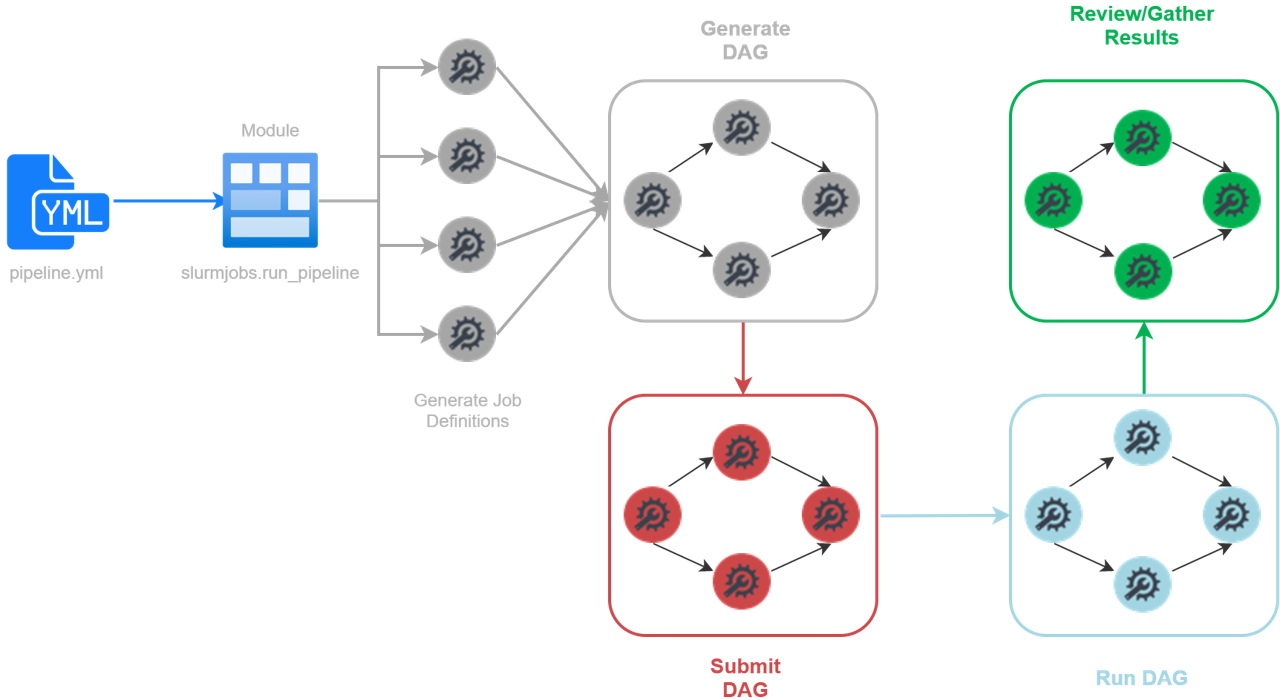 YML
pipeline.yml
Module
slurmjobs.run_pipeline
Generate Job
Definitions
Generate
DAG
Submit
DAG
Run DAG
Review/Gather
Results